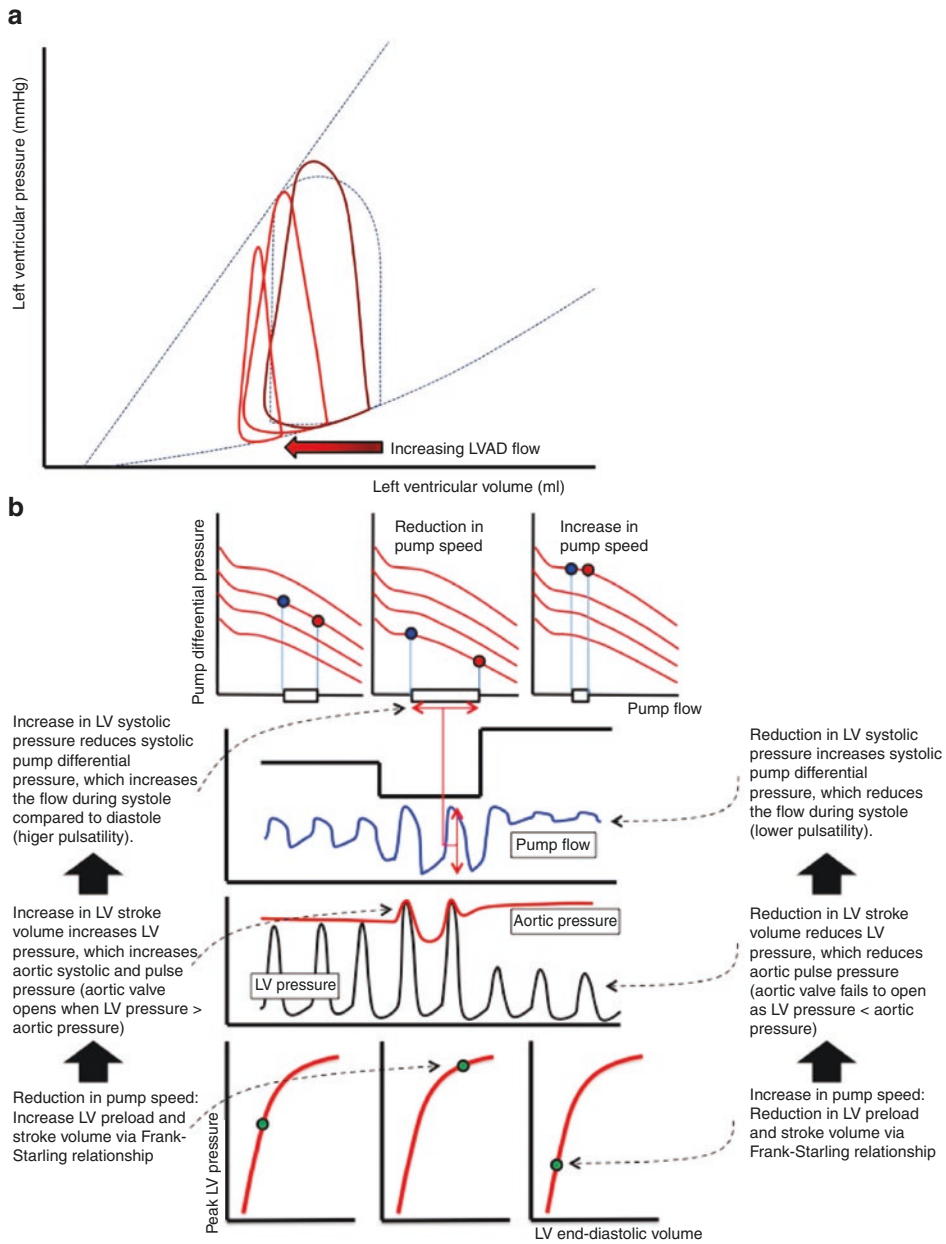 a
Left ventricular pressure (mmHg)
Increasing LVAD flow
Left ventricular volume (ml)
b
Pump differential pressure
Reduction in
pump speed
Increase in
pump speed
Pump flow
Increase in LV systolic
pressure reduces systolic
pump differential
pressure, which increases
the flow during systole
compared to diastole
(higer pulsatility).
Reduction in LV systolic
pressure increases systolic
pump differential
pressure, which reduces
the flow during systole
(lower pulsatility).
Pump flow
Increase in LV stroke
volume increases LV
pressure, which increases
aortic systolic and pulse
pressure (aortic valve
opens when LV pressure >
aortic pressure)
Aortic pressure
LV pressure
Reduction in LV stroke
volume reduces LV
pressure, which reduces
aortic pulse pressure
(aortic valve fails to open
as LV pressure < aortic
pressure)
Reduction in pump speed:
Increase LV preload and
stroke volume via Frank-
Starling relationship
Peak LV pressure
Increase in pump speed:
Reduction in LV preload
and stroke volume via
Frank-Starling relationship
LV end-diastolic volume